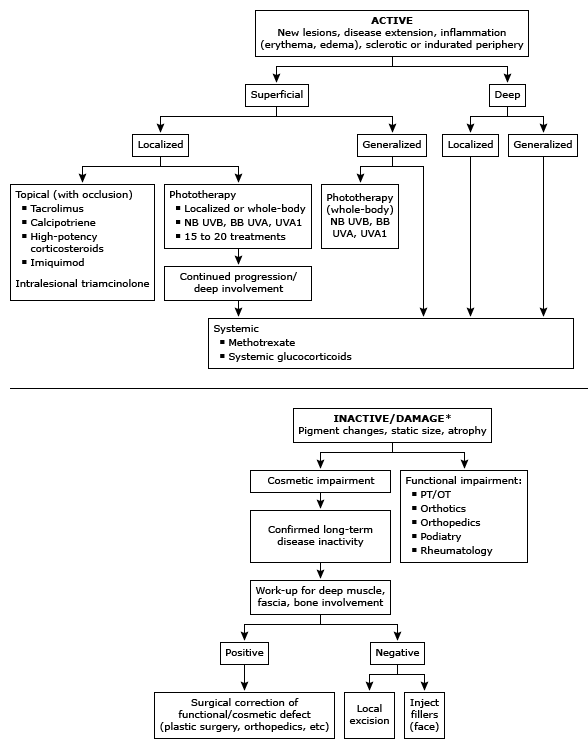 ACTIVE
New lesions, disease extension, inflammation
(erythema, edema), sclerotic or indurated periphery
Superficial
Deep
Localized
Generalized
Localized
Generalized
Topical (with occlusion)
▪ Tacrolimus
▪ Calcipotriene
▪ High-potency
corticosteroids
▪ Imiquimod
Intralesional triamcinolone
Phototherapy
▪ Localized or whole-body
▪ NB UVB, BB UVA, UVA1
▪ 15 to 20 treatments
Phototherapy
(whole-body)
NB UVB, BB
UVA, UVA1
Continued progression/
deep involvement
Systemic
▪ Methotrexate
▪ Systemic glucocorticoids
INACTIVE/DAMAGE*
Pigment changes, static size, atrophy
Cosmetic impairment
Functional impairment:
▪ PT/OT
▪ Orthotics
▪ Orthopedics
▪ Podiatry
▪ Rheumatology
Confirmed long-term
disease inactivity
Work-up for deep muscle,
fascia, bone involvement
Positive
Negative
Surgical correction of
functional/cosmetic defect
(plastic surgery, orthopedics, etc)
Local
excision
Inject
fillers
(face)